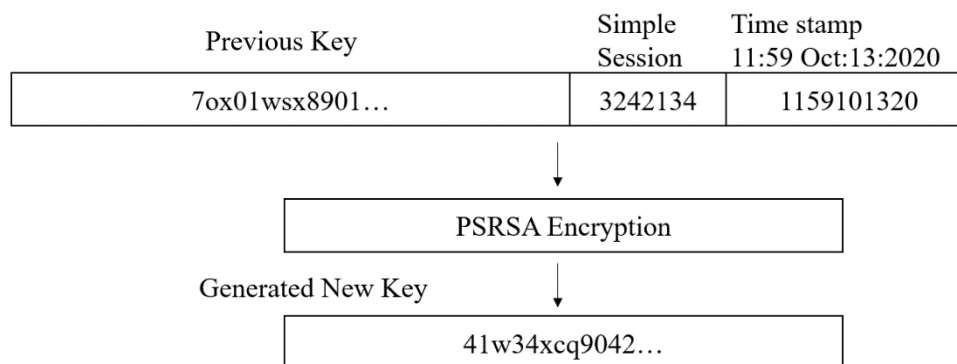 Previous Key
Simple
Session
Time stamp
11:59 Oct:13:2020
7ox01wsx8901…
3242134
1159101320
PSRSA Encryption
Generated New Key
41w34xcq9042…